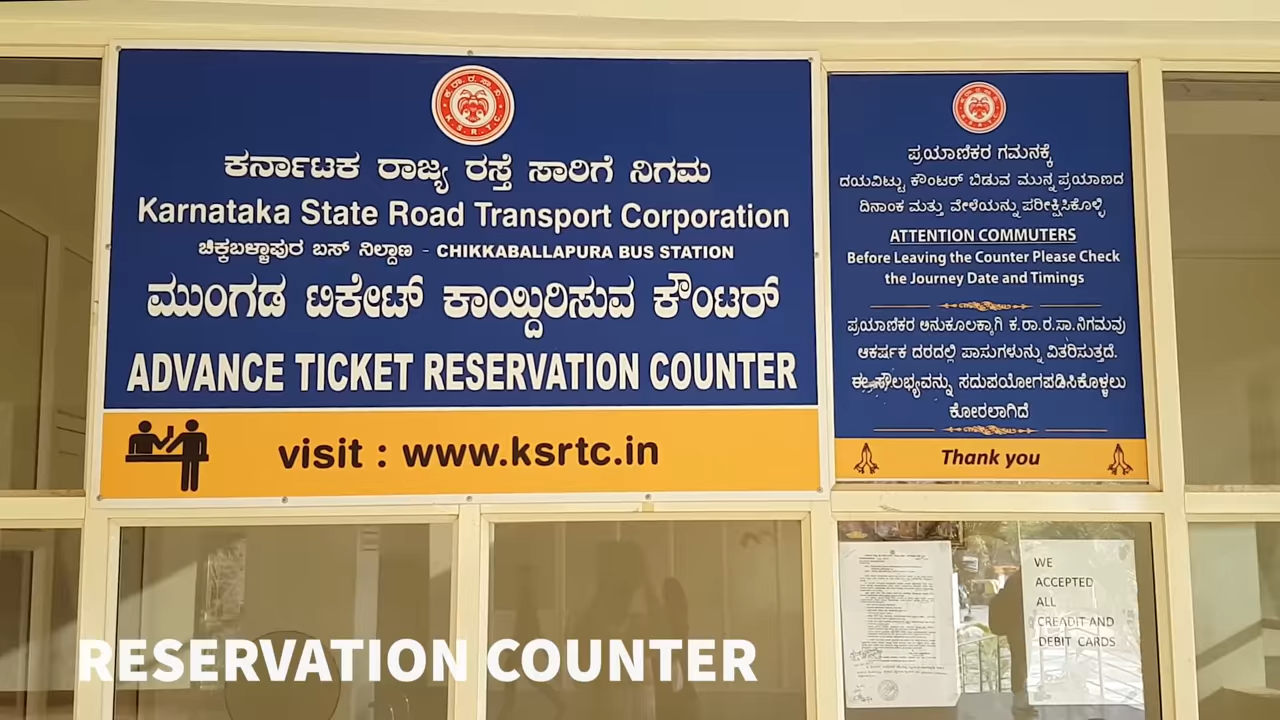 ಕ.ರಾ.ರ.ಸಾ.ನಿ
K.S.R.T.C
ಕರ್ನಾಟಕ ರಾಜ್ಯ ರಸ್ತೆ ಸಾರಿಗೆ ನಿಗಮ
Karnataka State Road Transport Corporation
ಚಿಕ್ಕಬಳ್ಳಾಪುರ ಬಸ್ ನಿಲ್ದಾಣ - CHIKKABALLAPURA BUS STATION
ಮುಂಗಡ ಟಿಕೇಟ್ ಕಾಯ್ದಿರಿಸುವ ಕೌಂಟರ್
ADVANCE TICKET RESERVATION COUNTER
visit : www.ksrtc.in
ಪ್ರಯಾಣಿಕರ ಗಮನಕ್ಕೆ
ದಯವಿಟ್ಟು ಕೌಂಟರ್ ಬಿಡುವ ಮುನ್ನ ಪ್ರಯಾಣದ
ದಿನಾಂಕ ಮತ್ತು ವೇಳೆಯನ್ನು ಪರೀಕ್ಷಿಸಿಕೊಳ್ಳಿ
ATTENTION COMMUTERS
Before Leaving the Counter Please Check
the Journey Date and Timings
ಪ್ರಯಾಣಿಕರ ಅನುಕೂಲಕ್ಕಾಗಿ ಕ.ರಾ.ರ.ಸಾ.ನಿಗಮವು
ಆಕರ್ಷಕ ದರದಲ್ಲಿ ಪಾಸುಗಳುನ್ನು ವಿತರಿಸುತ್ತದೆ.
ಈ ಸೌಲಭ್ಯವನ್ನು ಸದುಪಯೋಗಪಡಿಸಿಕೊಳ್ಳಲು
ಕೋರಲಾಗಿದೆ
Thank you
WE
ACCEPTED
ALL
CREADIT AND
DEBIT CARDS
RESERVATION COUNTER